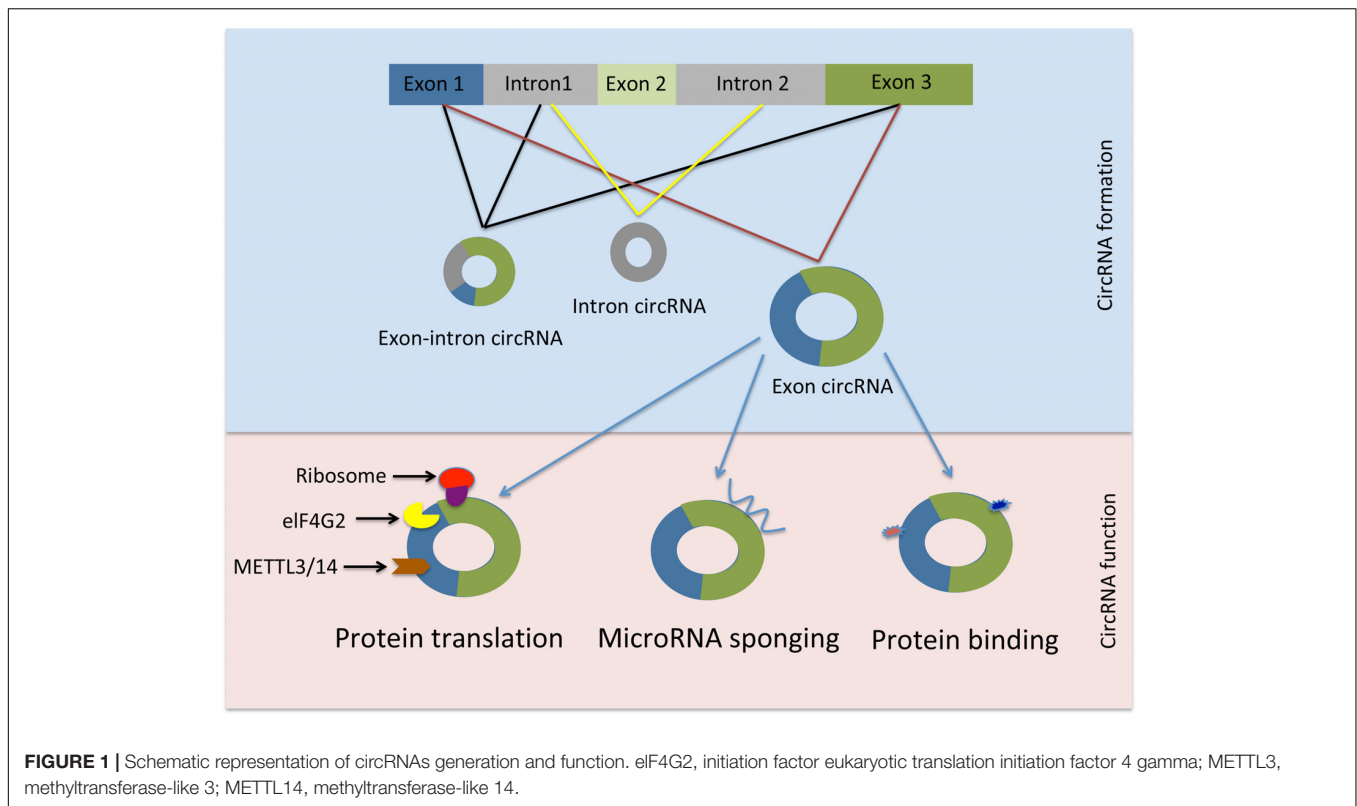 Exon 1 Intron1 Exon 2 Intron 2 Exon 3
CircRNA formation
Exon-intron circRNA
Intron circRNA
Exon circRNA
Ribosome
eIF4G2
METTL3/14
Protein translation
MicroRNA sponging
Protein binding
CircRNA function
FIGURE 1 | Schematic representation of circRNAs generation and function. eIF4G2, initiation factor eukaryotic translation initiation factor 4 gamma; METTL3,
methyltransferase-like 3; METTL14, methyltransferase-like 14.